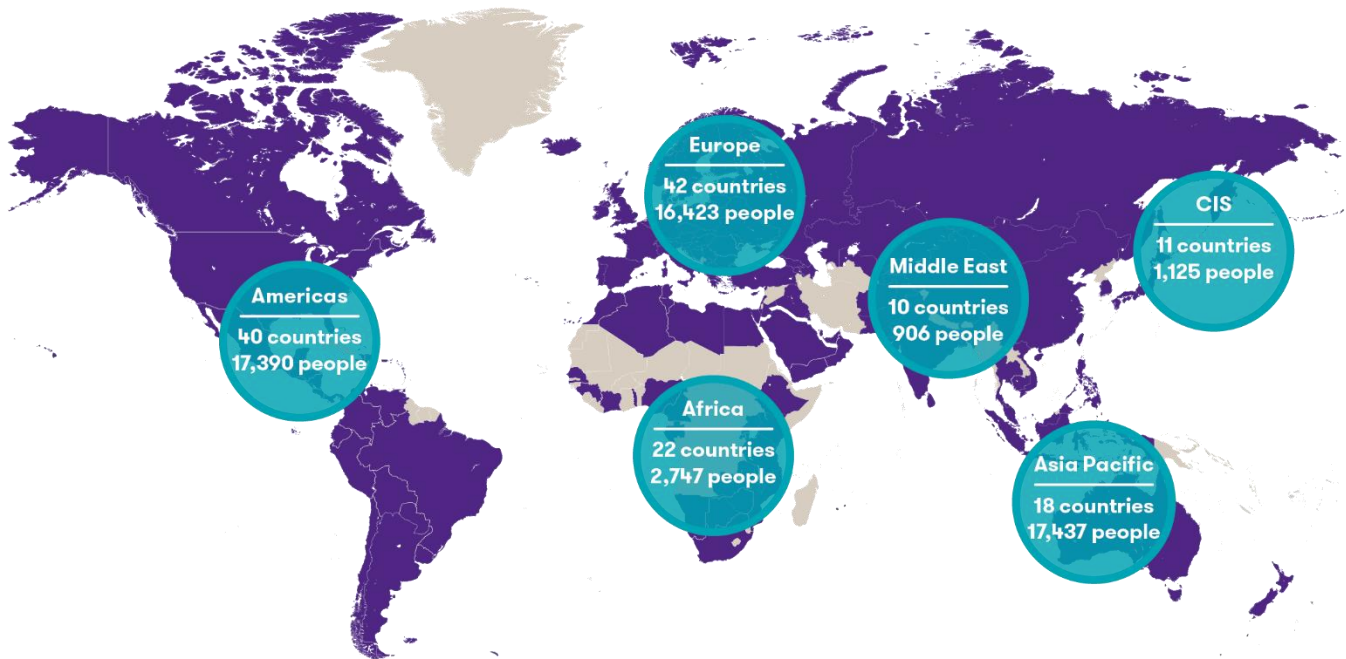 Europe
42 countries
16,423 people
CIS
11 countries
1,125 people
Middle East
10 countries
906 people
Americas
40 countries
17,390 people
Africa
22 countries
2,747 people
Asia Pacific
18 countries
17,437 people